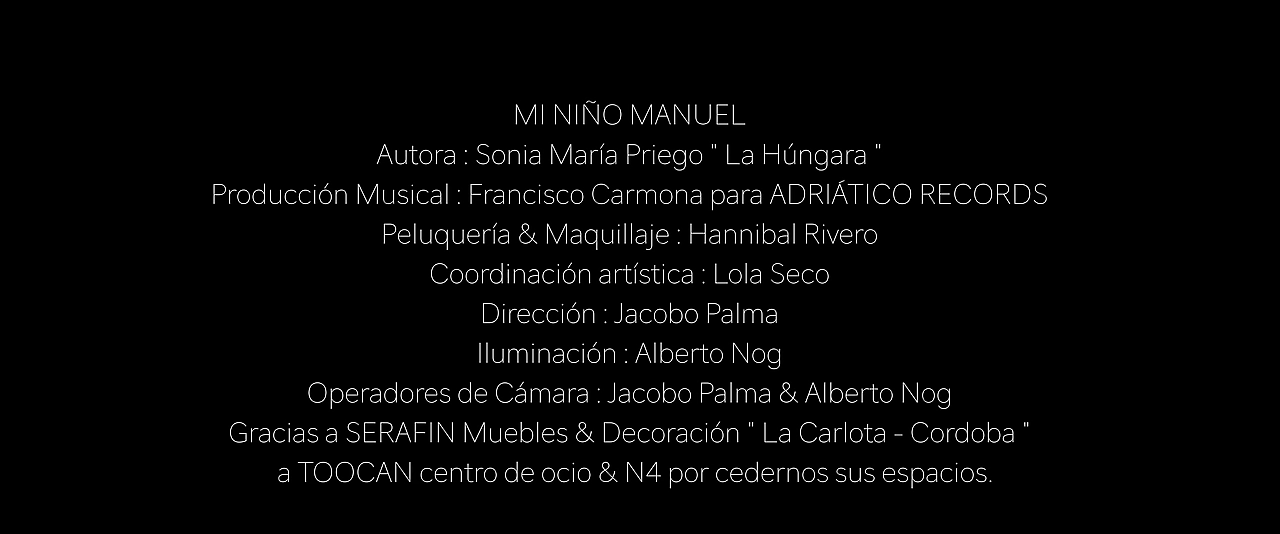 MI NIÑO MANUEL
Autora : Sonia María Priego " La Húngara "
Producción Musical : Francisco Carmona para ADRIÁTICO RECORDS
Peluquería & Maquillaje : Hannibal Rivero
Coordinación artística : Lola Seco
Dirección : Jacobo Palma
Iluminación : Alberto Nog
Operadores de Cámara : Jacobo Palma & Alberto Nog
Gracias a SERAFIN Muebles & Decoración " La Carlota - Cordoba "
a TOOCAN centro de ocio & N4 por cedernos sus espacios.